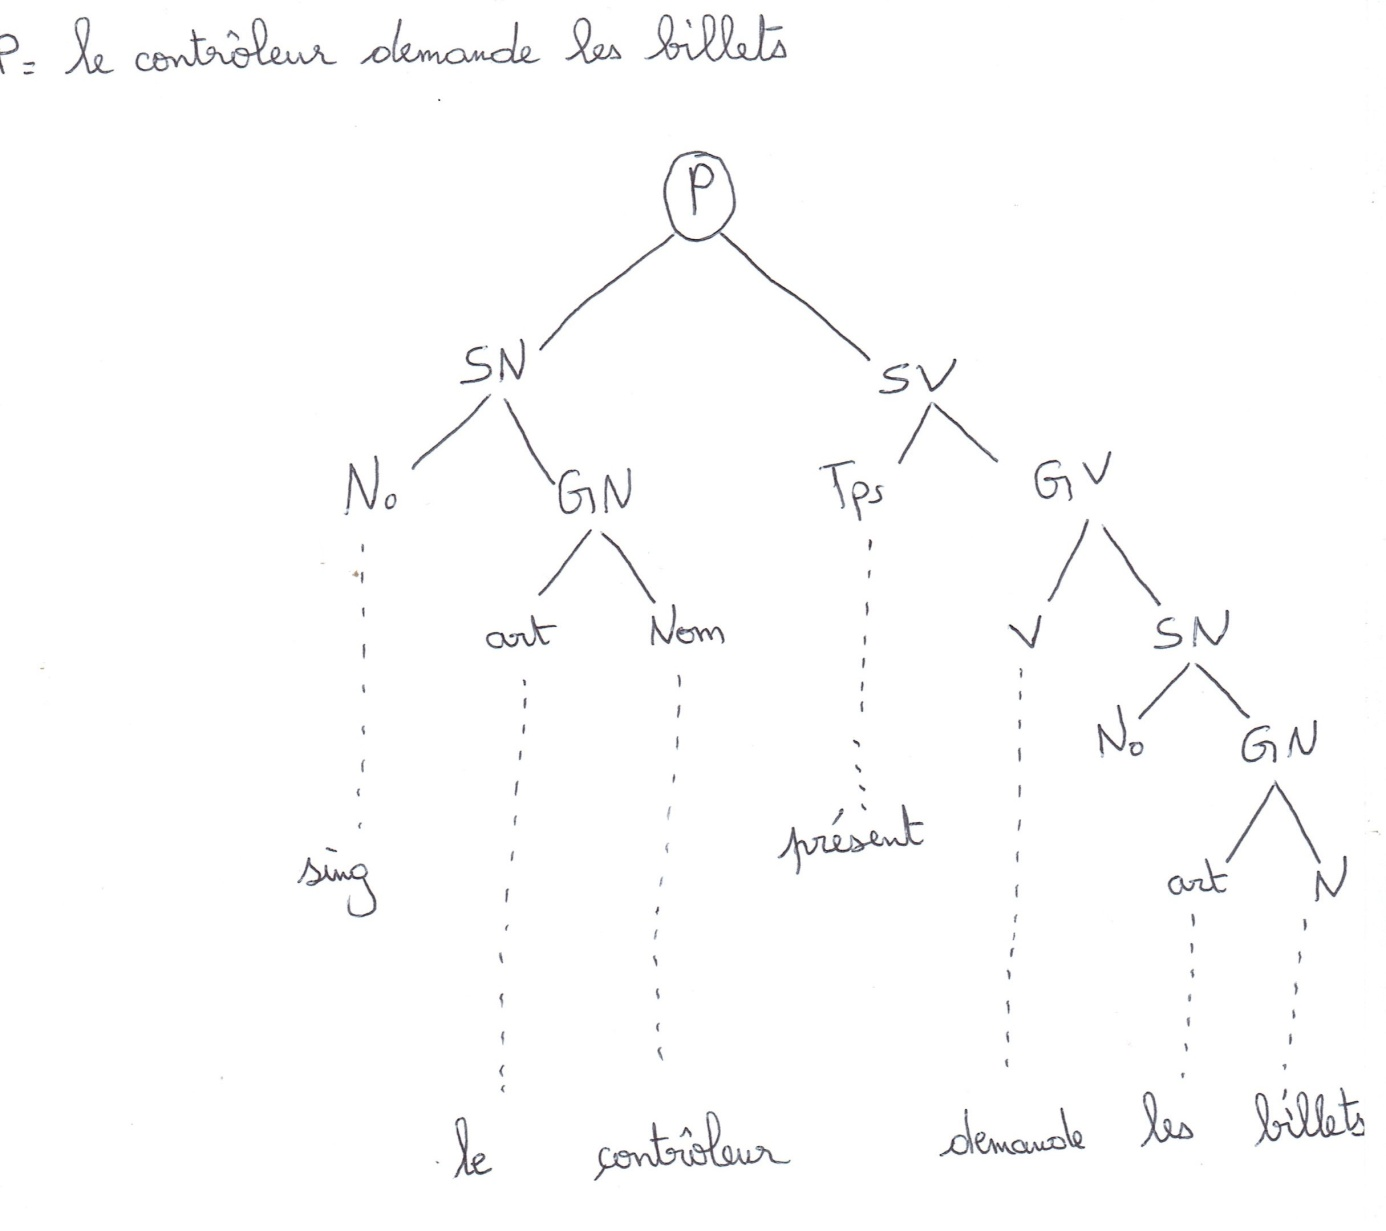 P= le contrôleur demande les billets
P
SN SV
No GN Tps GV
art Nom V SN
No GN
présent
sing art N
le contrôleur demande les billets